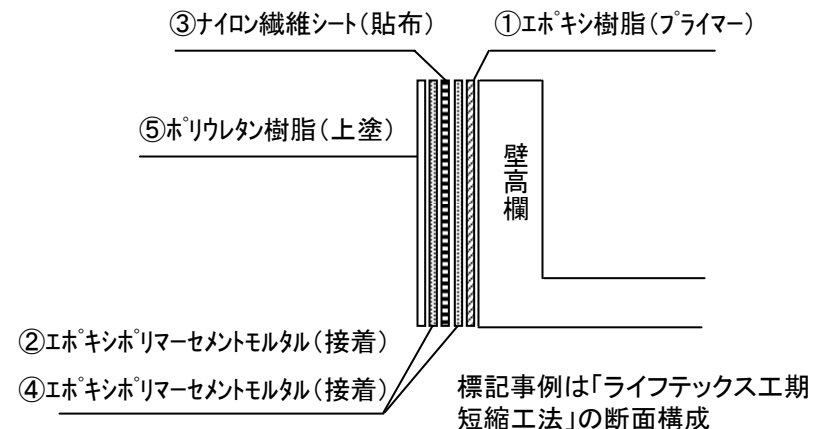 ③ナイロン繊維シート(貼布)
①エポキシ樹脂(プライマー)
⑤ポリウレタン樹脂(上塗)
壁高欄
②エポキシポリマーセメントモルタル(接着)
④エポキシポリマーセメントモルタル(接着)
標記事例は「ライフテックス工期
短縮工法」の断面構成